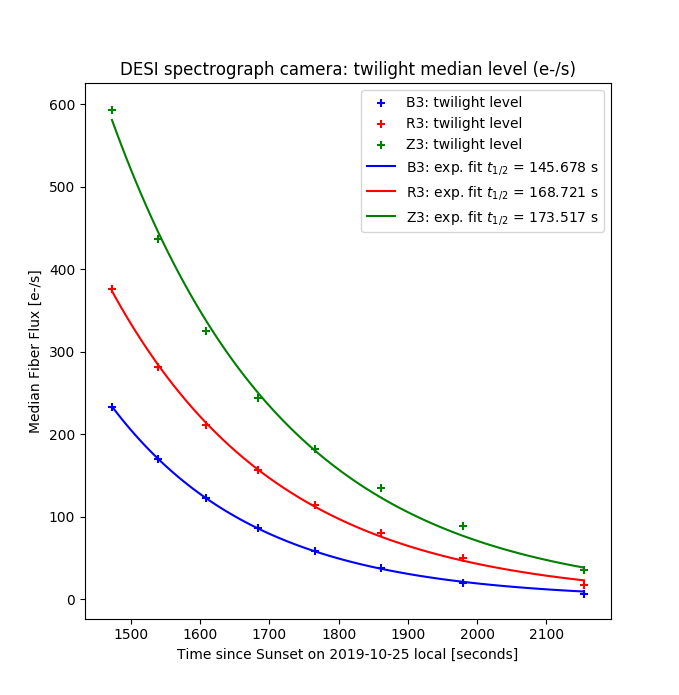 DESI spectrograph camera: twilight median level (e-/s)
B3: twilight level
R3: twilight level
Z3: twilight level
B3: exp. fit t1/2 = 145.678 s
R3: exp. fit t1/2 = 168.721 s
Z3: exp. fit t1/2 = 173.517 s
600
500
400
300
200
100
0
Median Fiber Flux [e-/s]
1500 1600 1700 1800 1900 2000 2100
Time since Sunset on 2019-10-25 local [seconds]